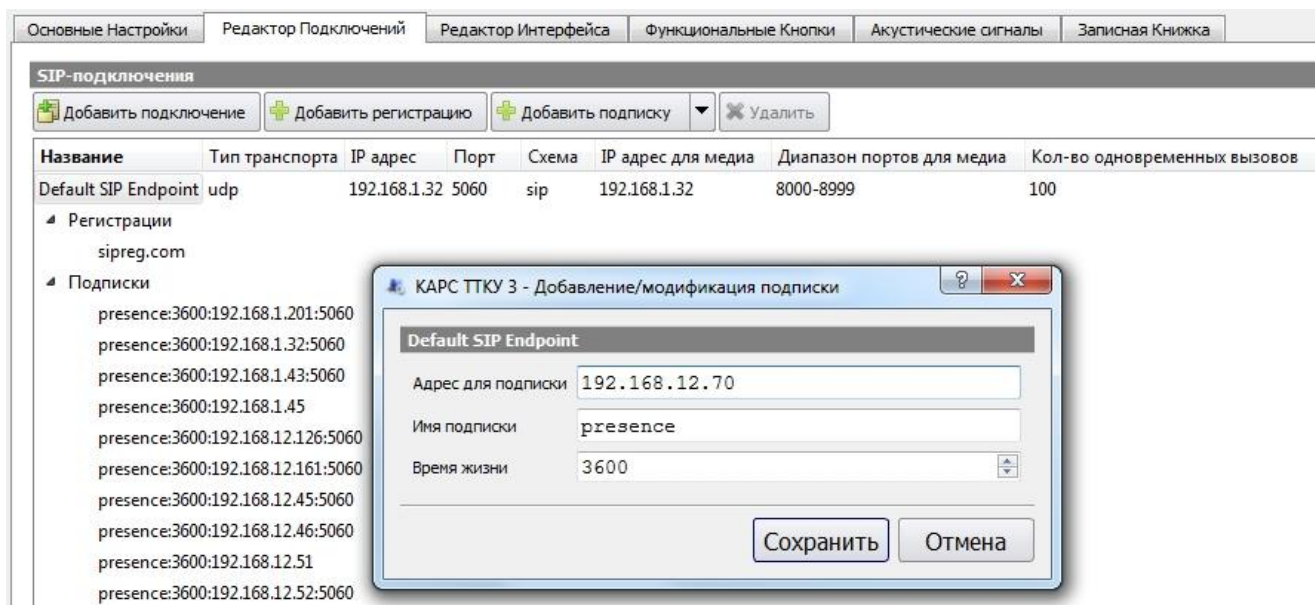 Основные Настройки Редактор Подключений Редактор Интерфейса Функциональные Кнопки Акустические сигналы Записная Книжка
SIP-подключения
Добавить подключение Добавить регистрацию Добавить подписку Удалить
Название Тип транспорта IP адрес Порт Схема IP адрес для медиа Диапазон портов для медиа Кол-во одновременных вызовов
Default SIP Endpoint udp 192.168.1.32 5060 sip 192.168.1.32 8000-8999 100
Регистрации
sipreg.com
Подписки
presence:3600:192.168.1.201:5060
presence:3600:192.168.1.32:5060
presence:3600:192.168.1.43:5060
presence:3600:192.168.1.45
presence:3600:192.168.12.126:5060
presence:3600:192.168.12.161:5060
presence:3600:192.168.12.45:5060
presence:3600:192.168.12.46:5060
presence:3600:192.168.12.51
presence:3600:192.168.12.52:5060
КАРС ТТКУ 3 - Добавление/модификация подписки
Default SIP Endpoint
Адрес для подписки 192.168.12.70
Имя подписки presence
Время жизни 3600
Сохранить Отмена